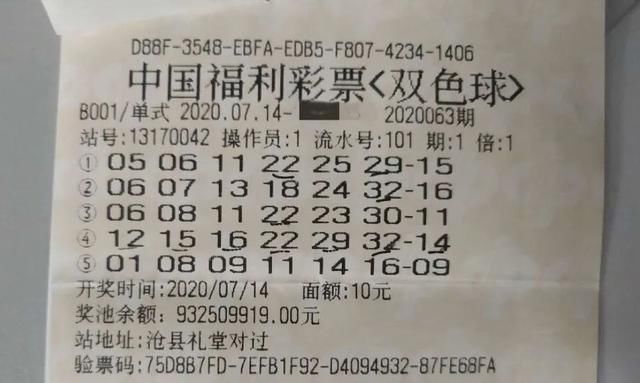 D88F-3548-EBFA-EDB5-F807-4234-1406
中国福利彩票<双色球>
B001/单式 2020.07.14- 2020063期
站号:13170042 操作员:1 流水号:101 期:1 倍:1
① 05 06 11 22 25 29-15
② 06 07 13 18 24 32-16
③ 06 08 11 22 23 30-11
④ 12 15 16 22 29 32-14
⑤ 01 08 09 11 14 16-09
开奖时间:2020/07/14 面额:10元
奖池余额: 932509919.00元
站地址:沧县礼堂对过
验票码:75D8B7FD-7EFB1F92-D4094932-87FE68FA